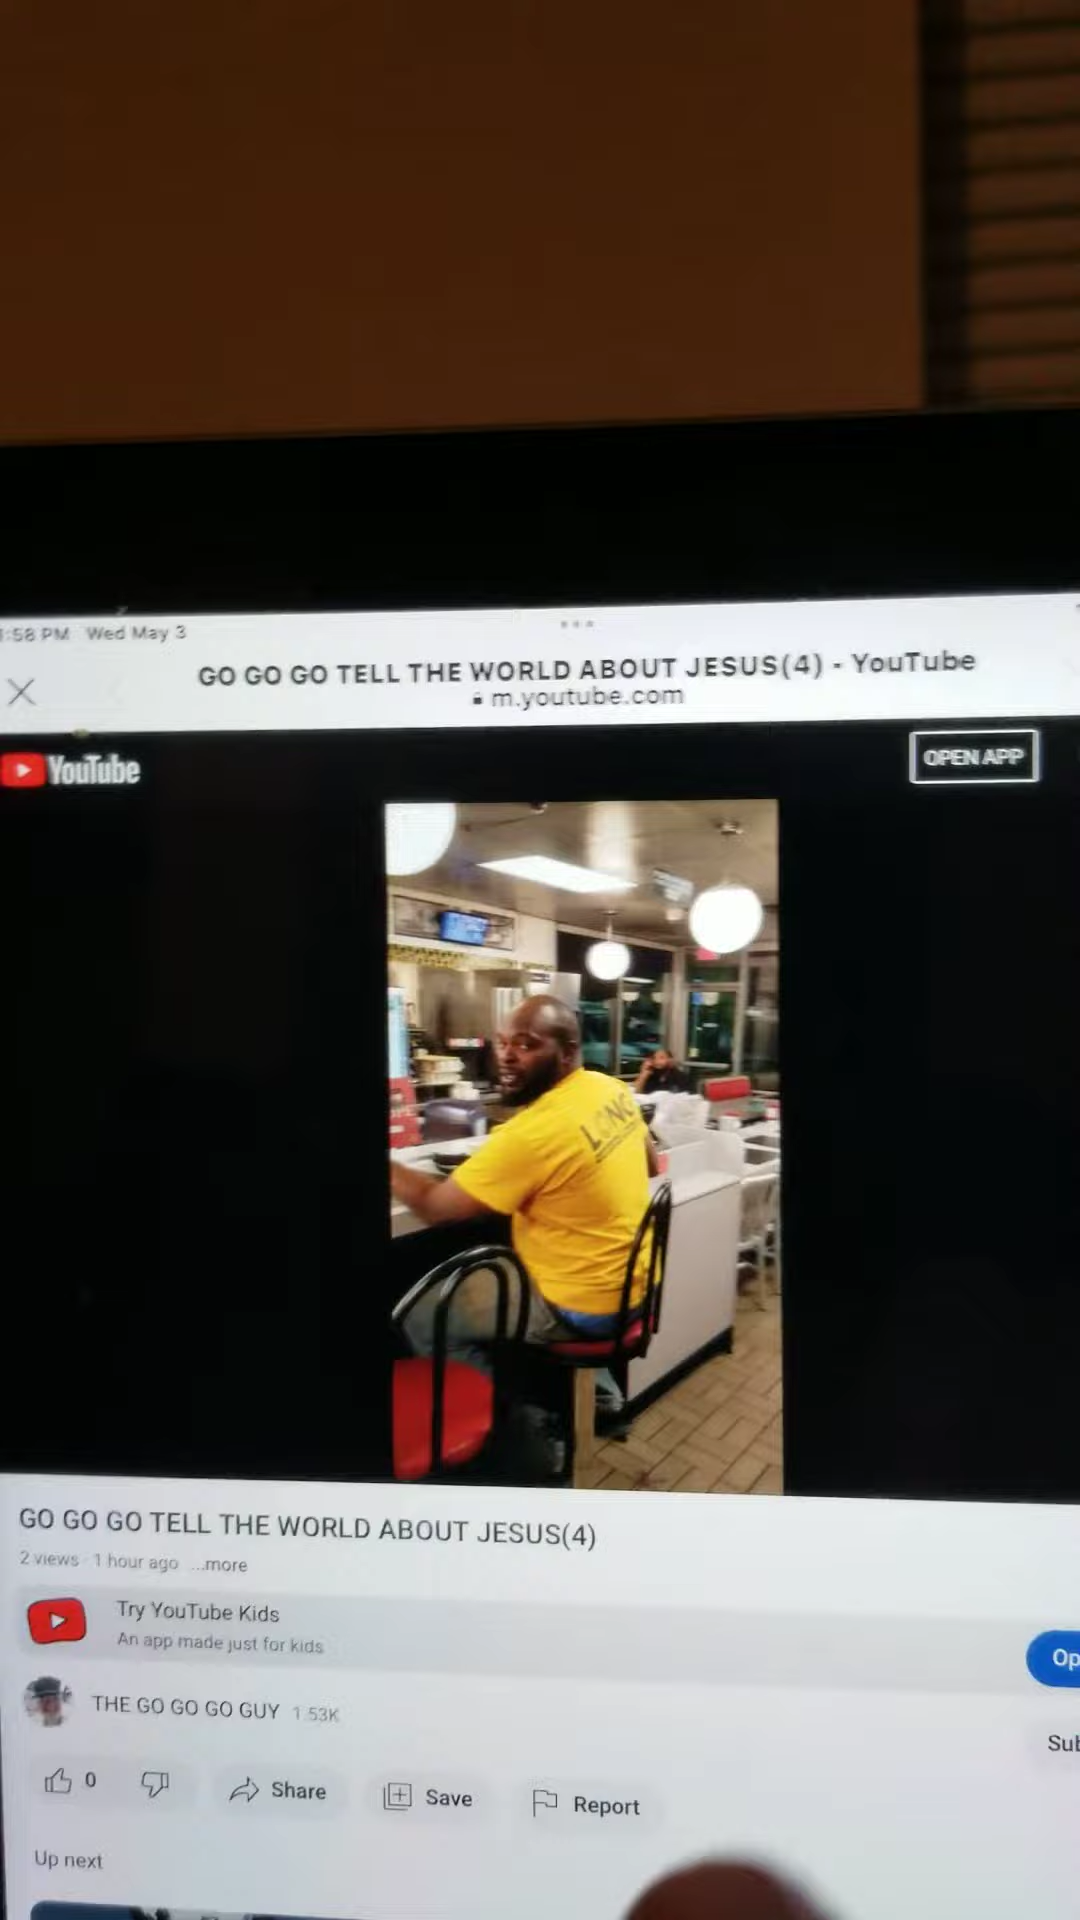 :58 PM Wed May 3
GO GO GO TELL THE WORLD ABOUT JESUS(4) - YouTube
m.youtube.com
YouTube
OPEN APP
LONG
GO GO GO TELL THE WORLD ABOUT JESUS(4)
2 views · 1 hour ago ...more
Try YouTube Kids
An app made just for kids
Op
THE GO GO GO GUY 1.53K
Sub
0
Share
Save
Report
Up next